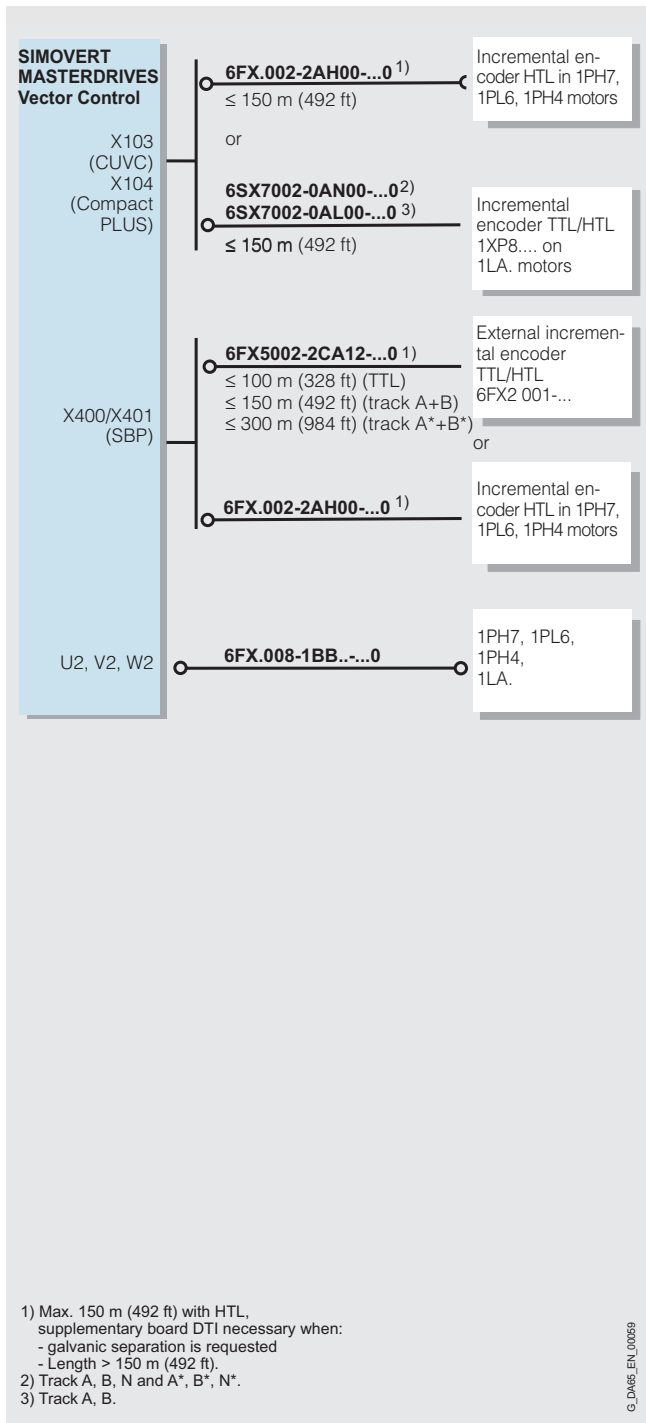 SIMOVERT
MASTERDRIVES
Vector Control
X103
(CUVC)
X104
(Compact
PLUS)
6FX.002-2AH00-...0 1)
≤ 150 m (492 ft)
Incremental en-
coder HTL in 1PH7,
1PL6, 1PH4 motors
or
6SX7002-0AN00-...0 2)
6SX7002-0AL00-...0 3)
≤ 150 m (492 ft)
Incremental
encoder TTL/HTL
1XP8.... on
1LA. motors
X400/X401
(SBP)
6FX5002-2CA12-...0 1)
≤ 100 m (328 ft) (TTL)
≤ 150 m (492 ft) (track A+B)
≤ 300 m (984 ft) (track A*+B*)
External incremen-
tal encoder
TTL/HTL
6FX2 001-...
or
6FX.002-2AH00-...0 1)
Incremental en-
coder HTL in 1PH7,
1PL6, 1PH4 motors
U2, V2, W2
6FX.008-1BB..-...0
1PH7, 1PL6,
1PH4,
1LA.
1) Max. 150 m (492 ft) with HTL,
supplementary board DTI necessary when:
- galvanic separation is requested
- Length > 150 m (492 ft).
2) Track A, B, N and A*, B*, N*.
3) Track A, B.
G_DA65_EN_00059